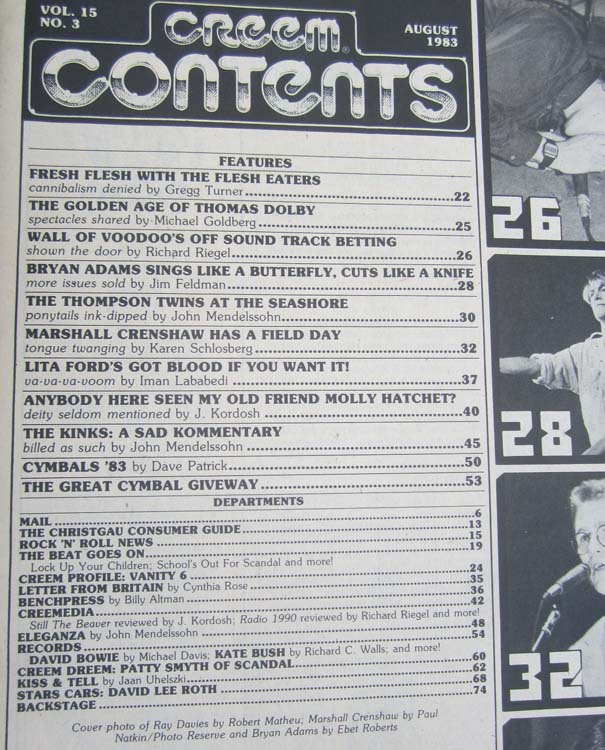 VOL. 15
NO. 3
CREEM
AUGUST
1983
CONTENTS
FEATURES
FRESH FLESH WITH THE FLESH EATERS
cannibalism denied by Gregg Turner 22
THE GOLDEN AGE OF THOMAS DOLBY
spectacles shared by Michael Goldberg 25
WALL OF VOODOO'S OFF SOUND TRACK BETTING
shown the door by Richard Riegel 26
BRYAN ADAMS SINGS LIKE A BUTTERFLY, CUTS LIKE A KNIFE
more issues sold by Jim Feldman 28
THE THOMPSON TWINS AT THE SEASHORE
ponytails ink-dipped by John Mendelssohn 30
MARSHALL CRENSHAW HAS A FIELD DAY
tongue twanging by Karen Schlosberg 32
LITA FORD'S GOT BLOOD IF YOU WANT IT!
va-va-va-voom by Iman Lababedi 37
ANYBODY HERE SEEN MY OLD FRIEND MOLLY HATCHET?
deity seldom mentioned by J. Kordosh 40
THE KINKS: A SAD KOMMENTARY
billed as such by John Mendelssohn 45
CYMBALS '83 by Dave Patrick 50
THE GREAT CYMBAL GIVEWAY 53
DEPARTMENTS
MAIL 6
THE CHRISTGAU CONSUMER GUIDE 13
ROCK 'N' ROLL NEWS 15
THE BEAT GOES ON 19
Lock Up Your Children; School's Out For Scandal and more!
CREEM PROFILE: VANITY 6 24
LETTER FROM BRITAIN by Cynthia Rose 35
BENCHPRESS by Billy Altman 36
CREEMEDIA 42
Still The Beaver reviewed by J. Kordosh; Radio 1990 reviewed by Richard Riegel and more!
ELEGANZA by John Mendelssohn 48
RECORDS 54
DAVID BOWIE by Michael Davis; KATE BUSH by Richard C. Walls; and more!
CREEM DREEM: PATTY SMYTH OF SCANDAL 60
KISS & TELL by Jaan Uhelszki 62
STARS CARS: DAVID LEE ROTH 68
BACKSTAGE 74
Cover photo of Ray Davies by Robert Matheu; Marshall Crenshaw by Paul
Natkin/Photo Reserve and Bryan Adams by Ebet Roberts
26
28
32